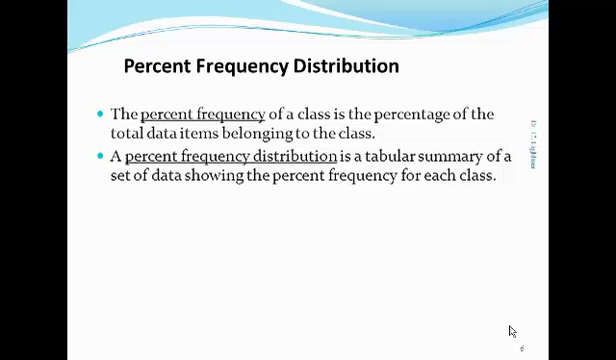 Percent Frequency Distribution
The percent frequency of a class is the percentage of the
total data items belonging to the class.
A percent frequency distribution is a tabular summary of a
set of data showing the percent frequency for each class.
6